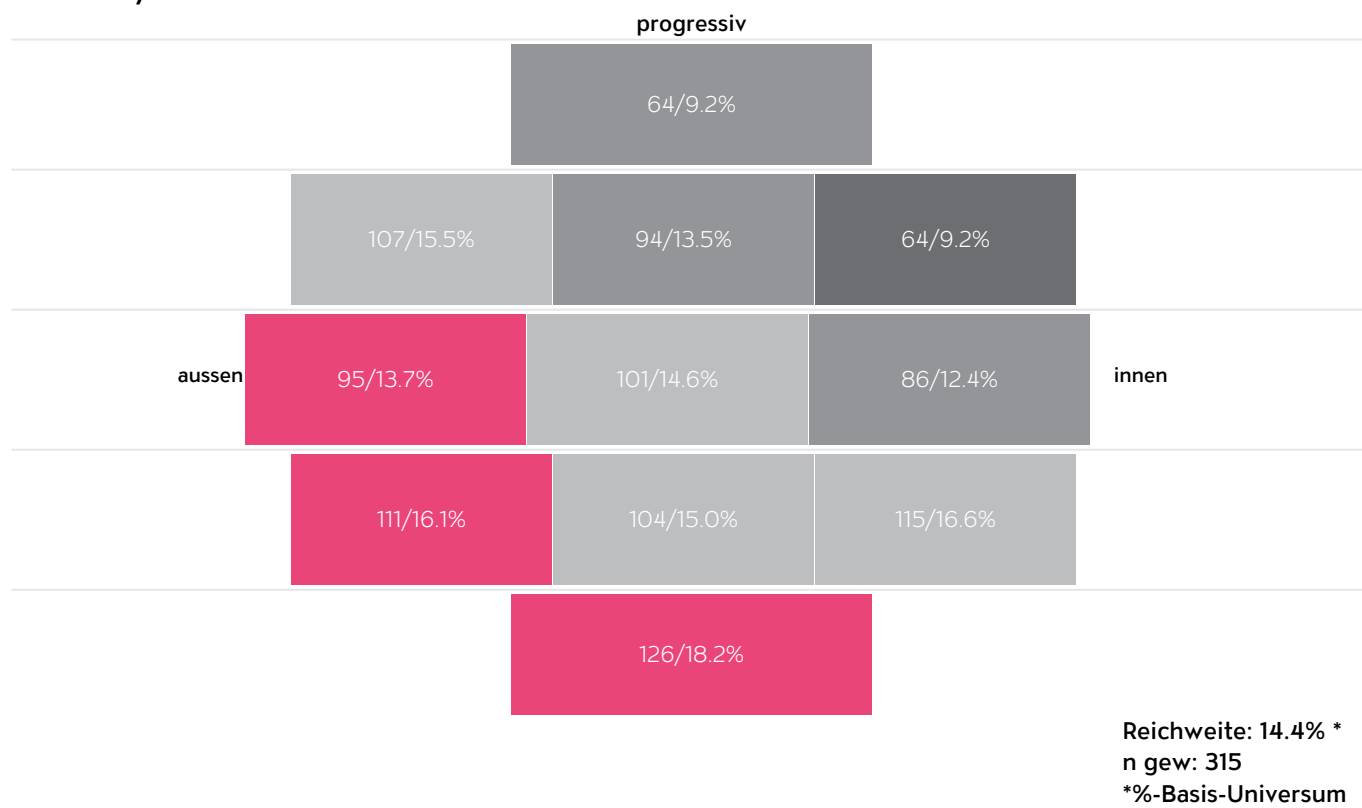 progressiv
64/9.2%
107/15.5%
94/13.5%
64/9.2%
aussen
95/13.7%
101/14.6%
86/12.4%
innen
111/16.1%
104/15.0%
115/16.6%
126/18.2%
Reichweite: 14.4% *
n gew: 315
*%-Basis-Universum